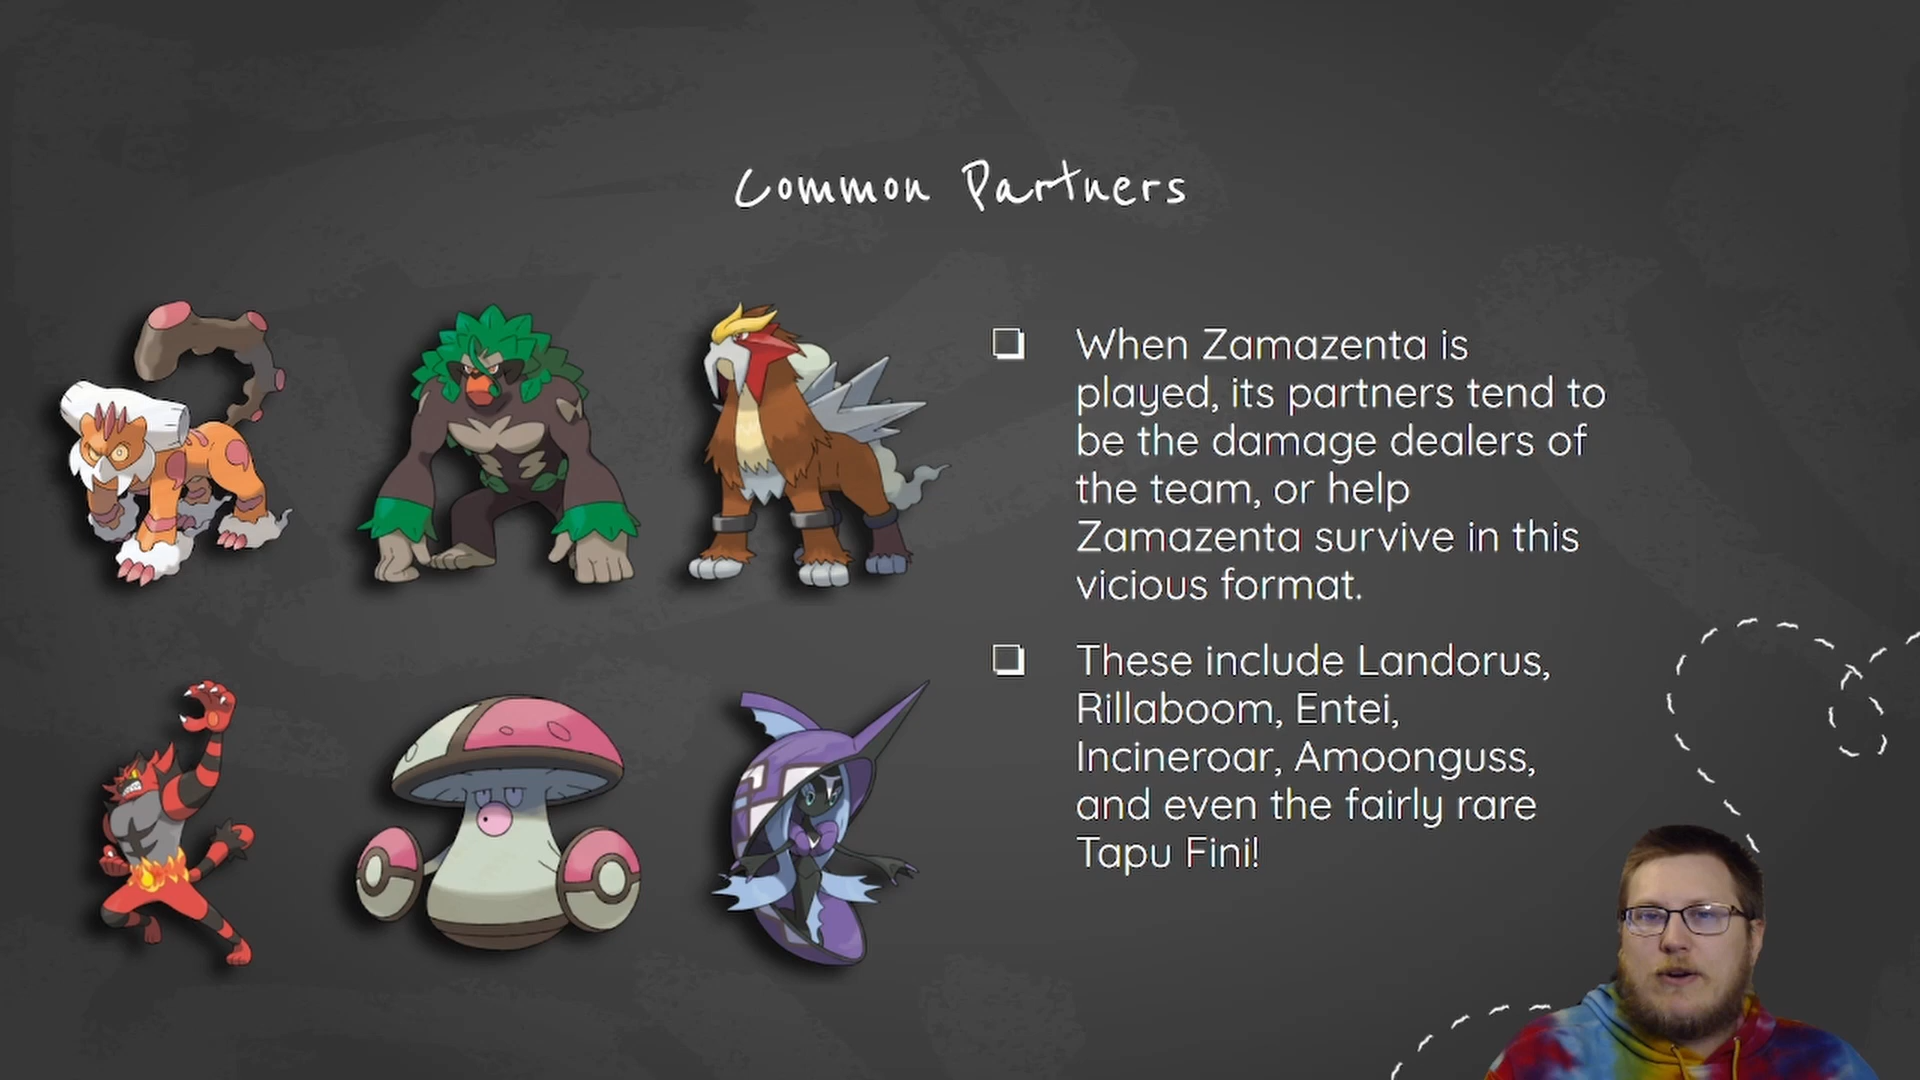 Common Partners
When Zamazenta is
played, its partners tend to
be the damage dealers of
the team, or help
Zamazenta survive in this
vicious format.
These include Landorus,
Rillaboom, Entei,
Incineroar, Amoonguss,
and even the fairly rare
Tapu Fini!